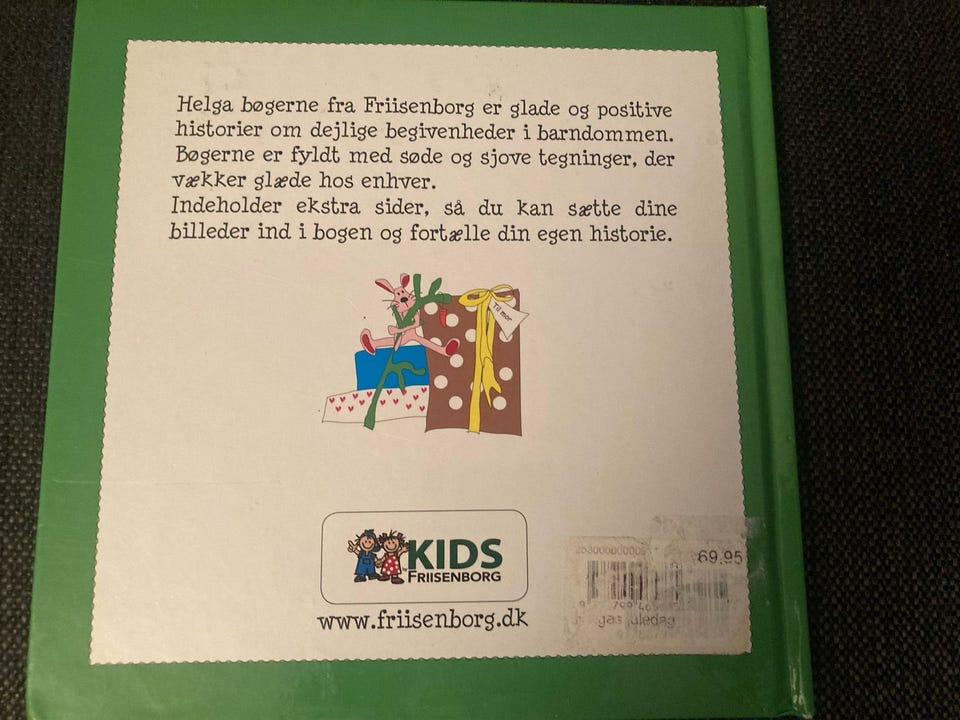 Helga bøgerne fra Friisenborg er glade og positive
historier om dejlige begivenheder i barndommen.
Bøgerne er fyldt med søde og sjove tegninger, der
vækker glæde hos enhver.
Indeholder ekstra sider, så du kan sætte dine
billeder ind i bogen og fortælle din egen historie.
Til mor
KIDS
FRIISENBORG
www.friisenborg.dk
69.95